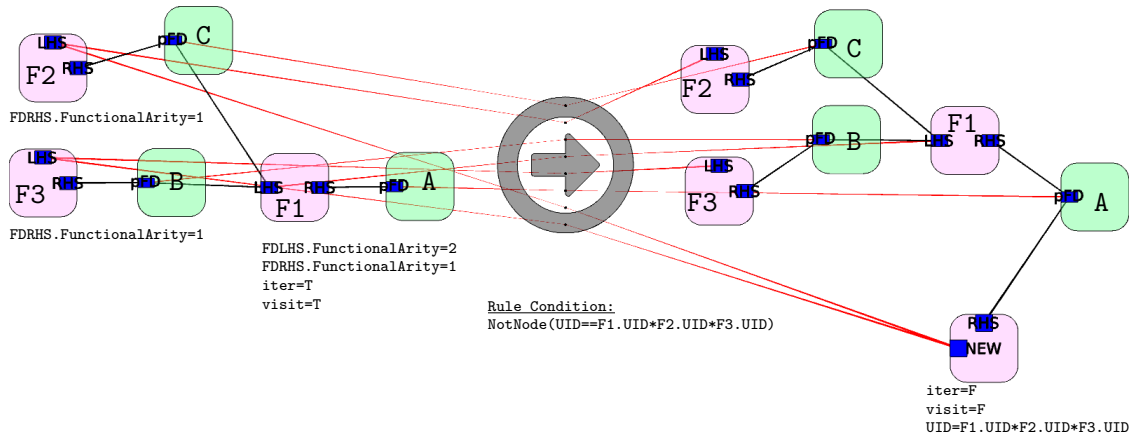 LHS
F2
RHS
pFD
C
FDRHS.FunctionalArity=1
LHS
F3
RHS
pFD
B
FDRHS.FunctionalArity=1
LHS
F1
RHS
pFD
A
FDLHS.FunctionalArity=2
FDRHS.FunctionalArity=1
iter=T
visit=T
Rule Condition:
NotNode(UID==F1.UID*F2.UID*F3.UID)
LHS
F2
RHS
pFD
C
pFD
B
LHS
F1
RHS
LHS
F3
RHS
pFD
A
RHS
NEW
iter=F
visit=F
UID=F1.UID*F2.UID*F3.UID